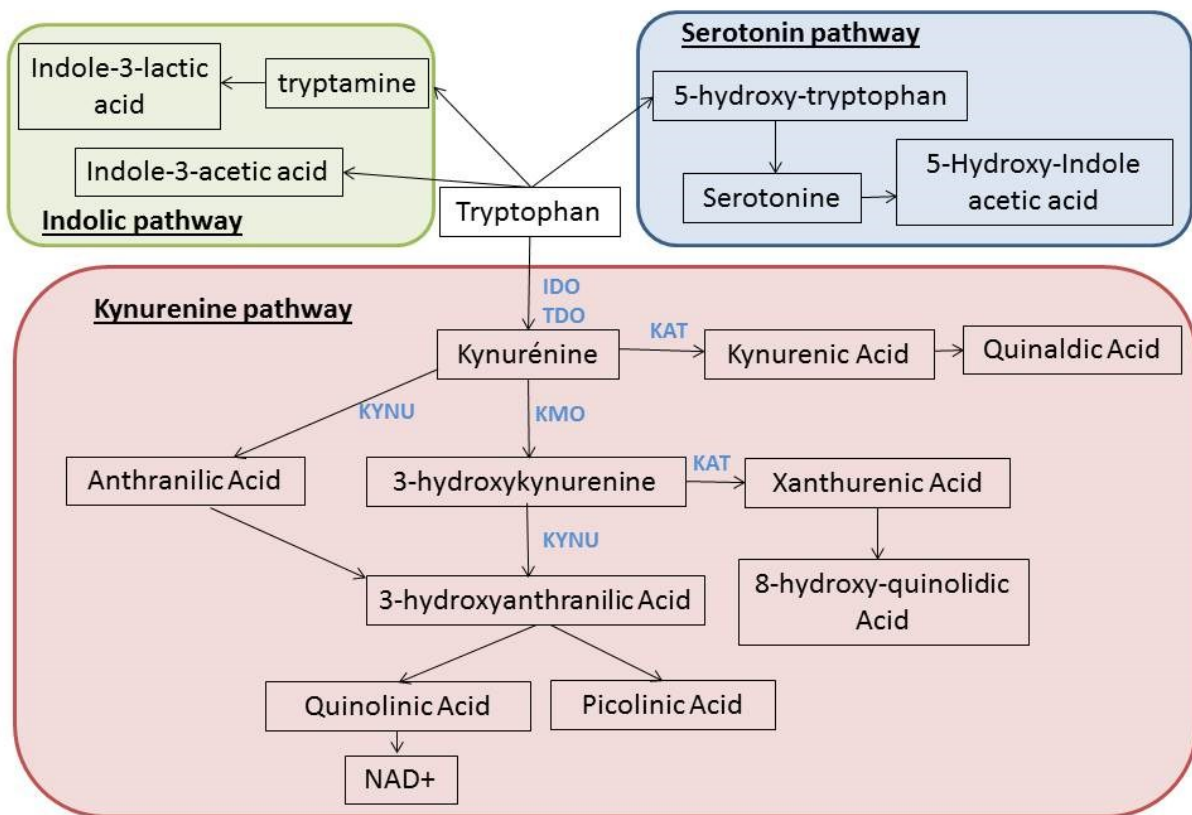 Serotonin pathway
Indole-3-lactic
acid
tryptamine
5-hydroxy-tryptophan
Indole-3-acetic acid
5-Hydroxy-Indole
acetic acid
Serotonine
Indolic pathway
Tryptophan
Kynurenine pathway
IDO
TDO
KAT
Kynurénine
Kynurenic Acid
Quinaldic Acid
KYNU
KMO
Anthranilic Acid
3-hydroxykynurenine
KAT
Xanthurenic Acid
KYNU
3-hydroxyanthranilic Acid
8-hydroxy-quinolidic
Acid
Quinolinic Acid
Picolinic Acid
NAD+